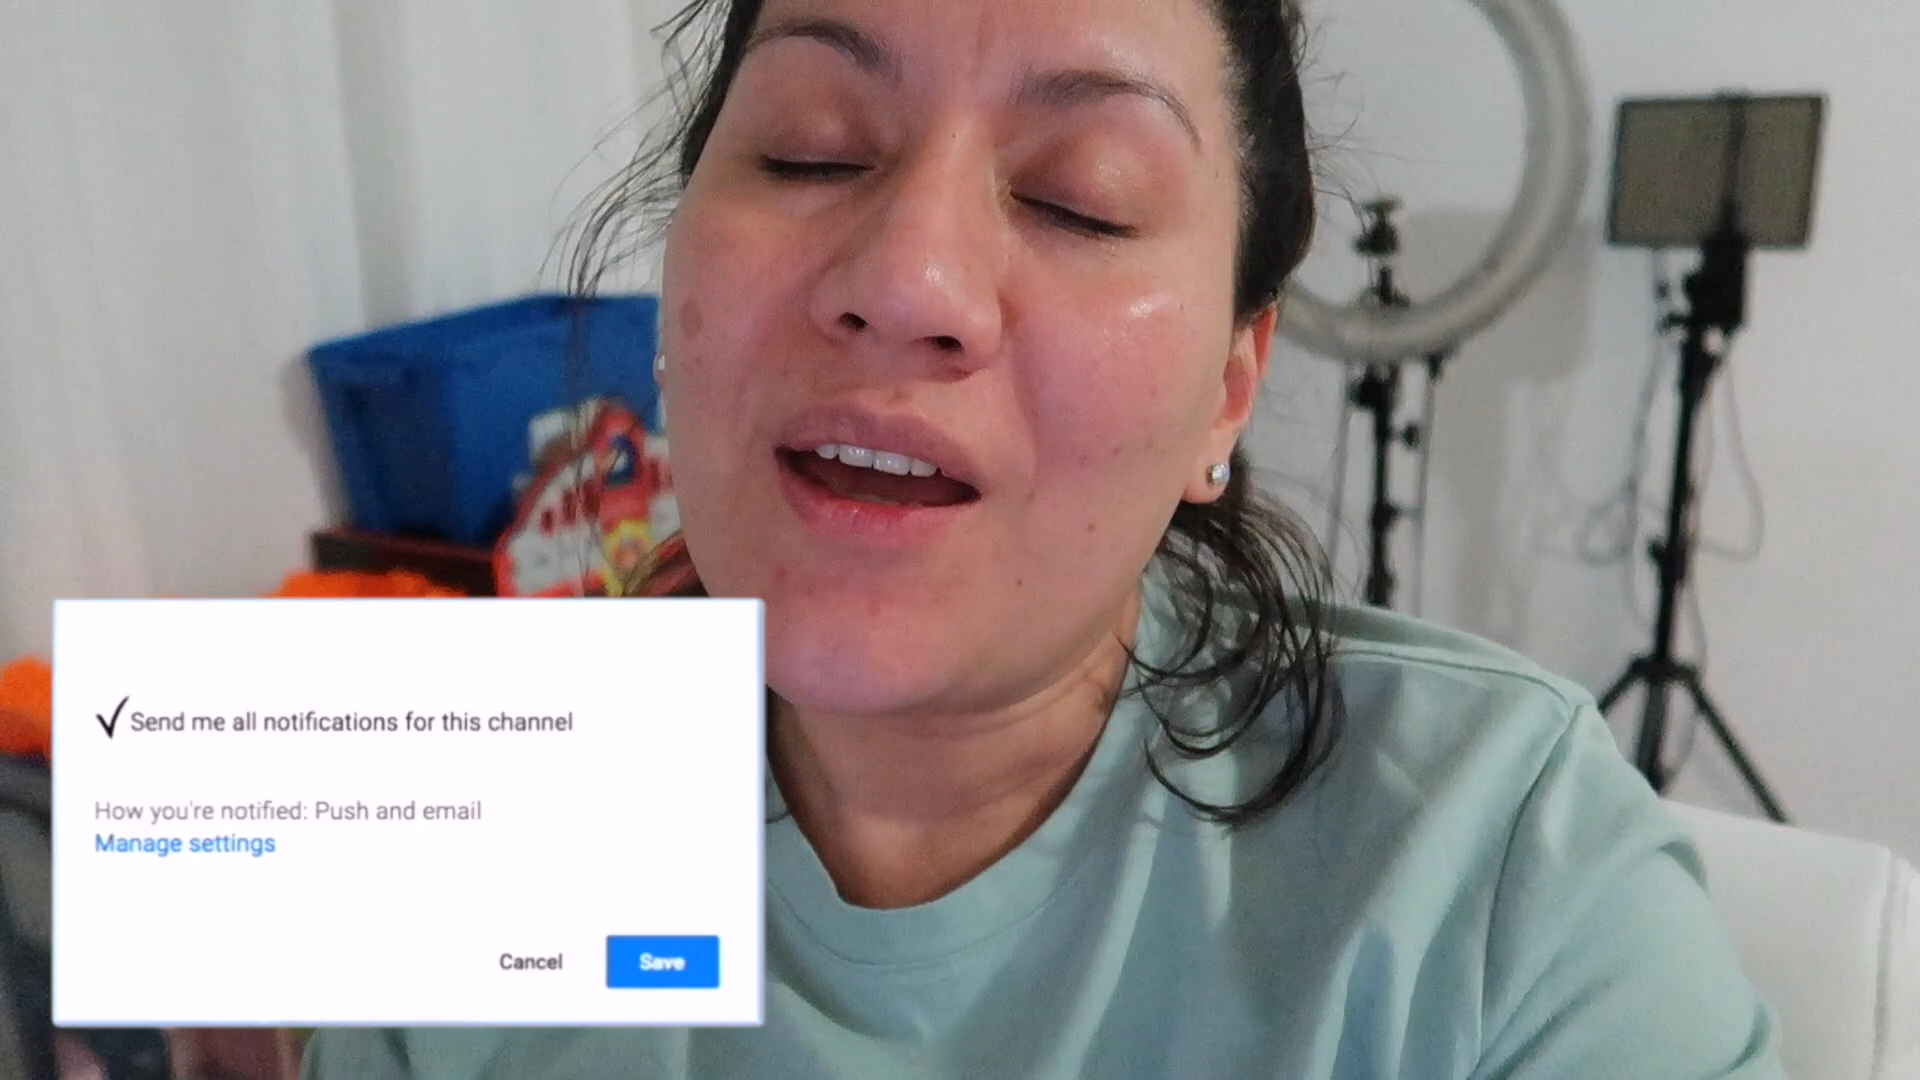 Send me all notifications for this channel
How you're notified: Push and email
Manage settings
Cancel
Save